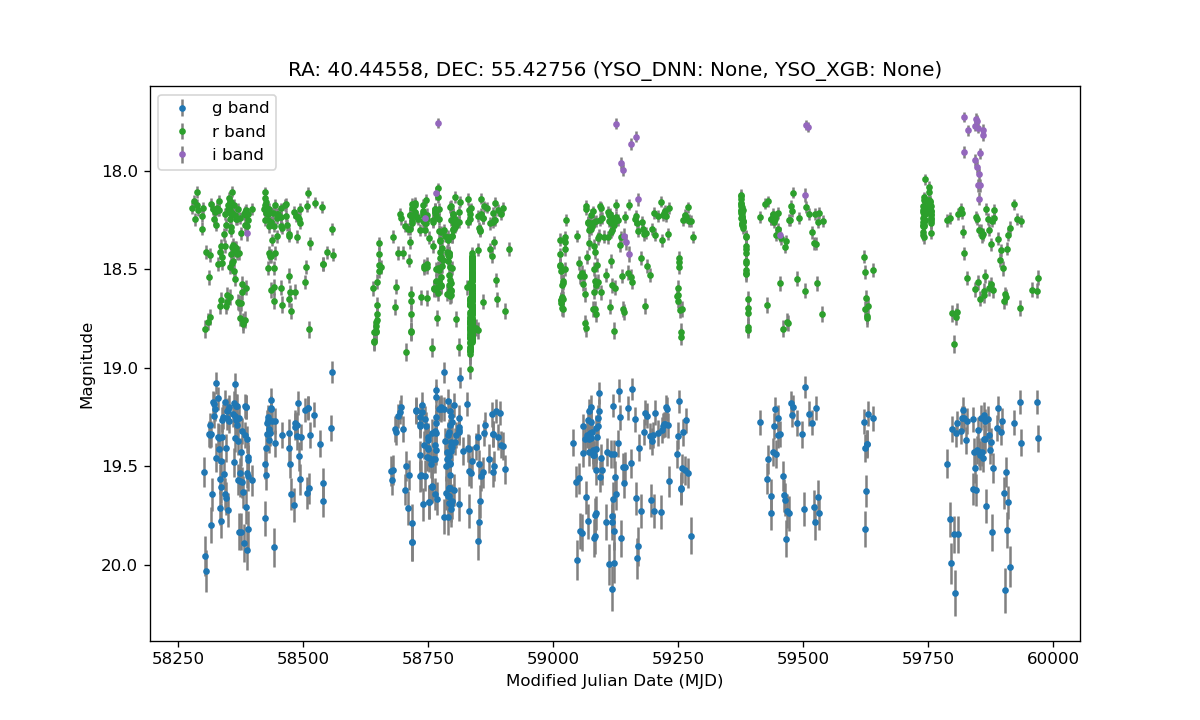 RA: 40.44558, DEC: 55.42756 (YSO_DNN: None, YSO_XGB: None)
g band
r band
i band
18.0
18.5
19.0
19.5
20.0
Magnitude
58250 58500 58750 59000 59250 59500 59750 60000
Modified Julian Date (MJD)